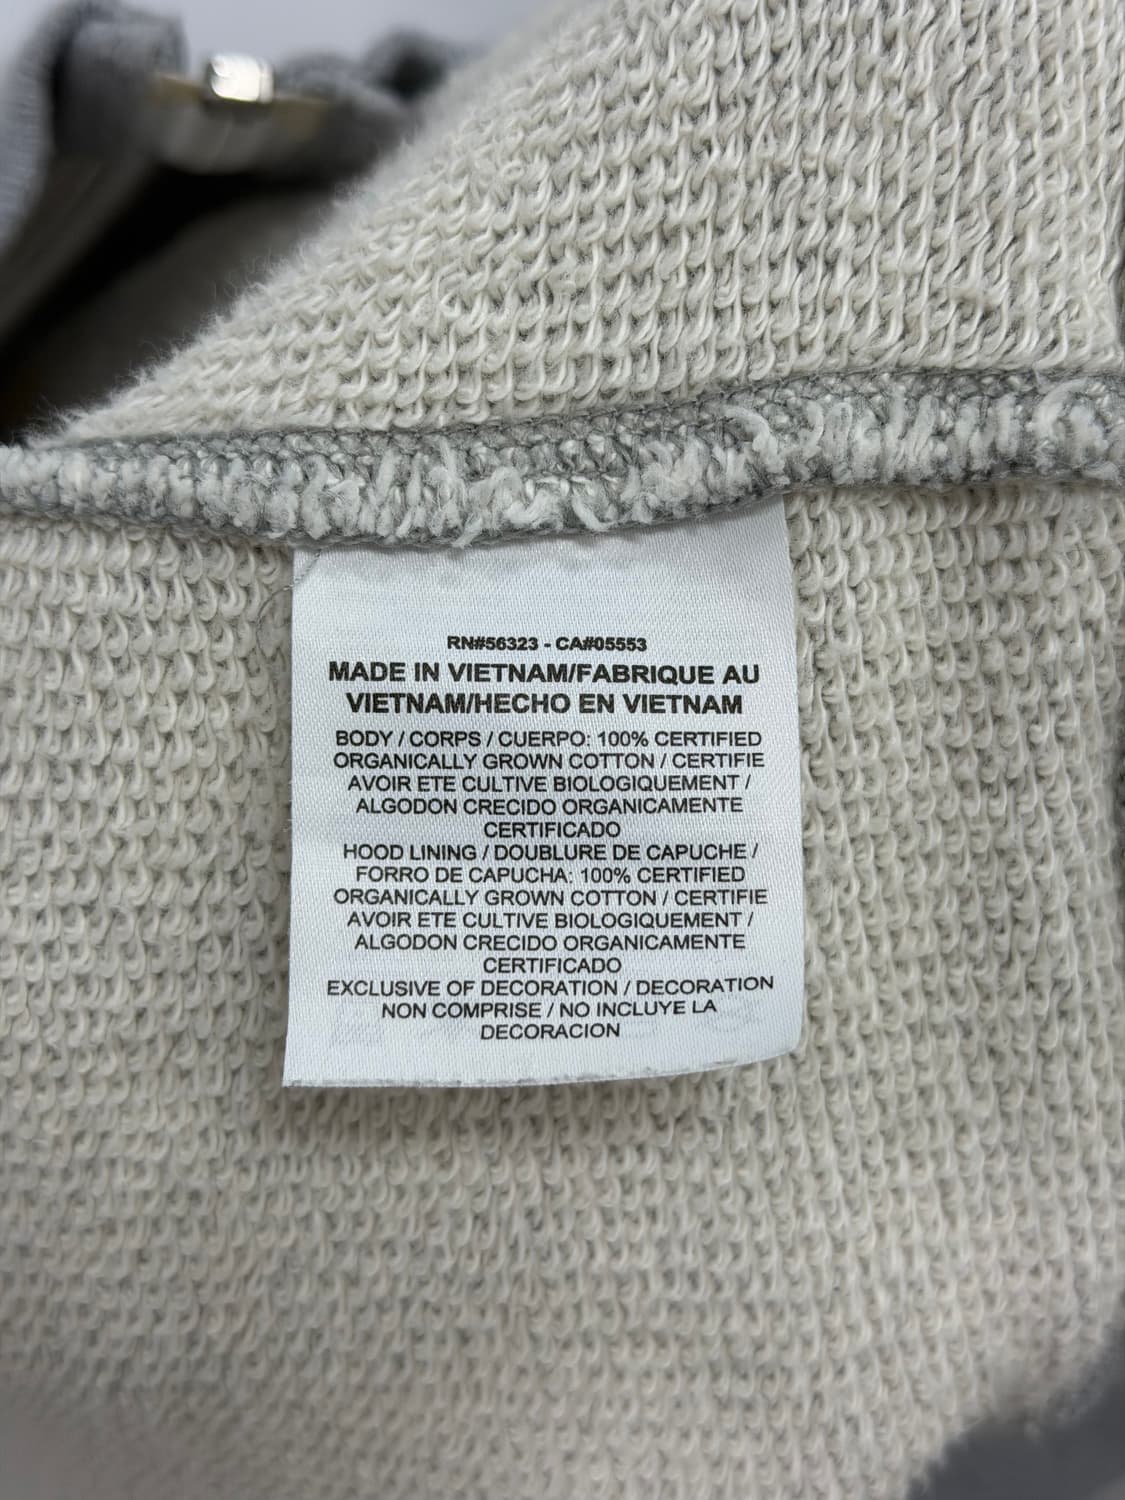 RN#56323 - CA#05553
MADE IN VIETNAM/FABRIQUE AU
VIETNAM/HECHO EN VIETNAM
BODY / CORPS / CUERPO: 100% CERTIFIED
ORGANICALLY GROWN COTTON / CERTIFIE
AVOIR ETE CULTIVE BIOLOGIQUEMENT /
ALGODON CRECIDO ORGANICAMENTE
CERTIFICADO
HOOD LINING / DOUBLURE DE CAPUCHE /
FORRO DE CAPUCHA: 100% CERTIFIED
ORGANICALLY GROWN COTTON / CERTIFIE
AVOIR ETE CULTIVE BIOLOGIQUEMENT /
ALGODON CRECIDO ORGANICAMENTE
CERTIFICADO
EXCLUSIVE OF DECORATION / DECORATION
NON COMPRISE / NO INCLUYE LA
DECORACION